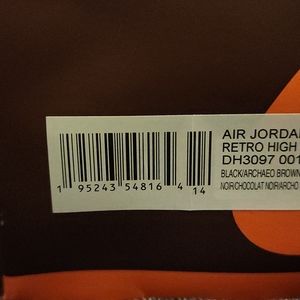 AIR JORDAN
RETRO HIGH
DH3097 001
BLACK/ARCHAEO BROWN
NOIR/CHOCOLAT NOIR/ARCHO
1 95243 54816 4 14